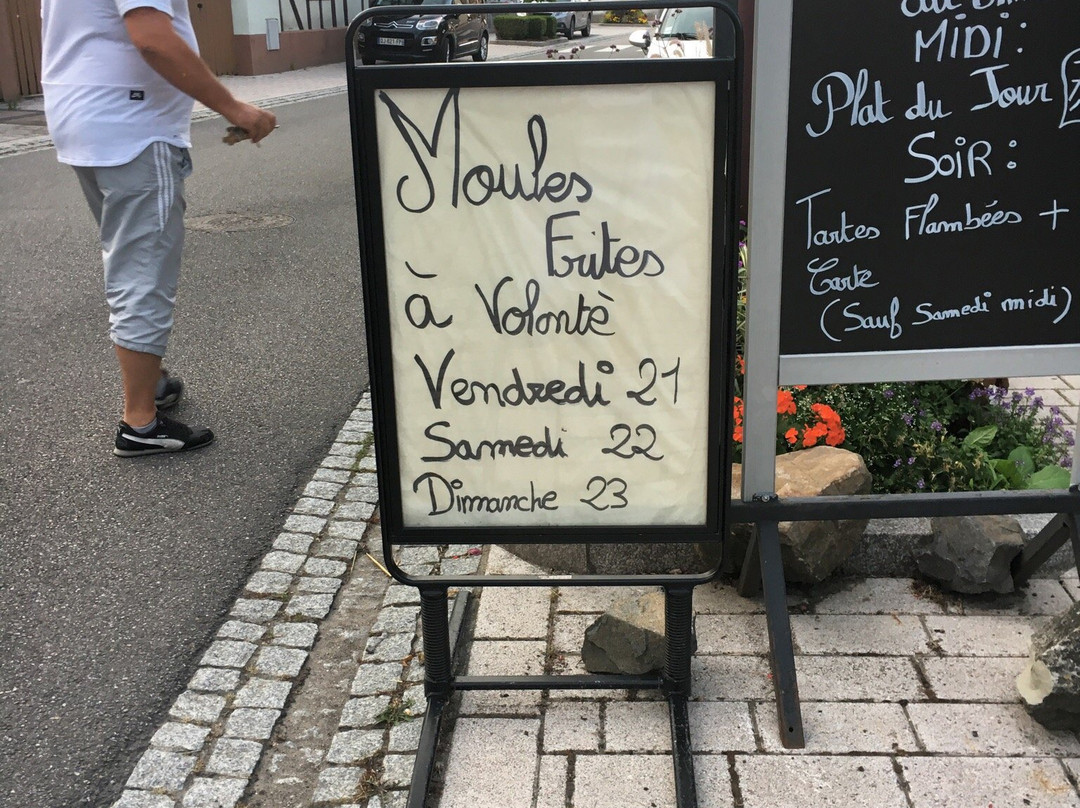 Moules
Frites
à Volontè
Vendredi 21
Samedi 22
Dimanche 23
MIDI :
Plat du Jour
SOIR :
Tartes Flambées +
Carte
(Sauf Samedi midi)